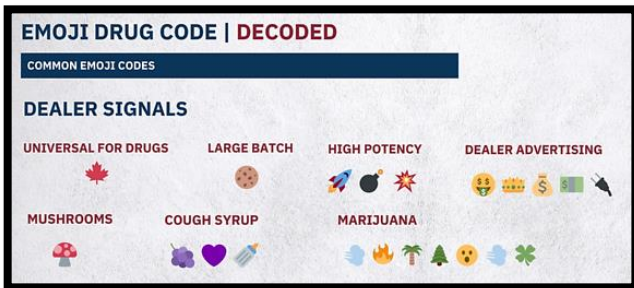 EMOJI DRUG CODE | DECODED
COMMON EMOJI CODES
DEALER SIGNALS
UNIVERSAL FOR DRUGS
LARGE BATCH
HIGH POTENCY
DEALER ADVERTISING
MUSHROOMS
COUGH SYRUP
MARIJUANA